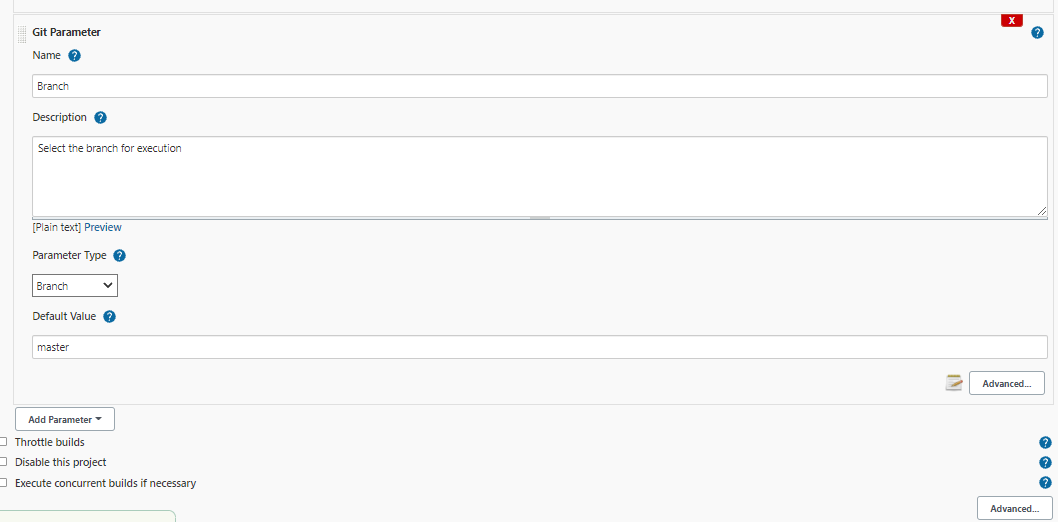 X
Git Parameter ?
Name ?
Branch
Description ?
Select the branch for execution
[Plain text] Preview
Parameter Type ?
Branch
Default Value ?
master
Advanced...
Add Parameter
Throttle builds ?
Disable this project ?
Execute concurrent builds if necessary ?
Advanced...